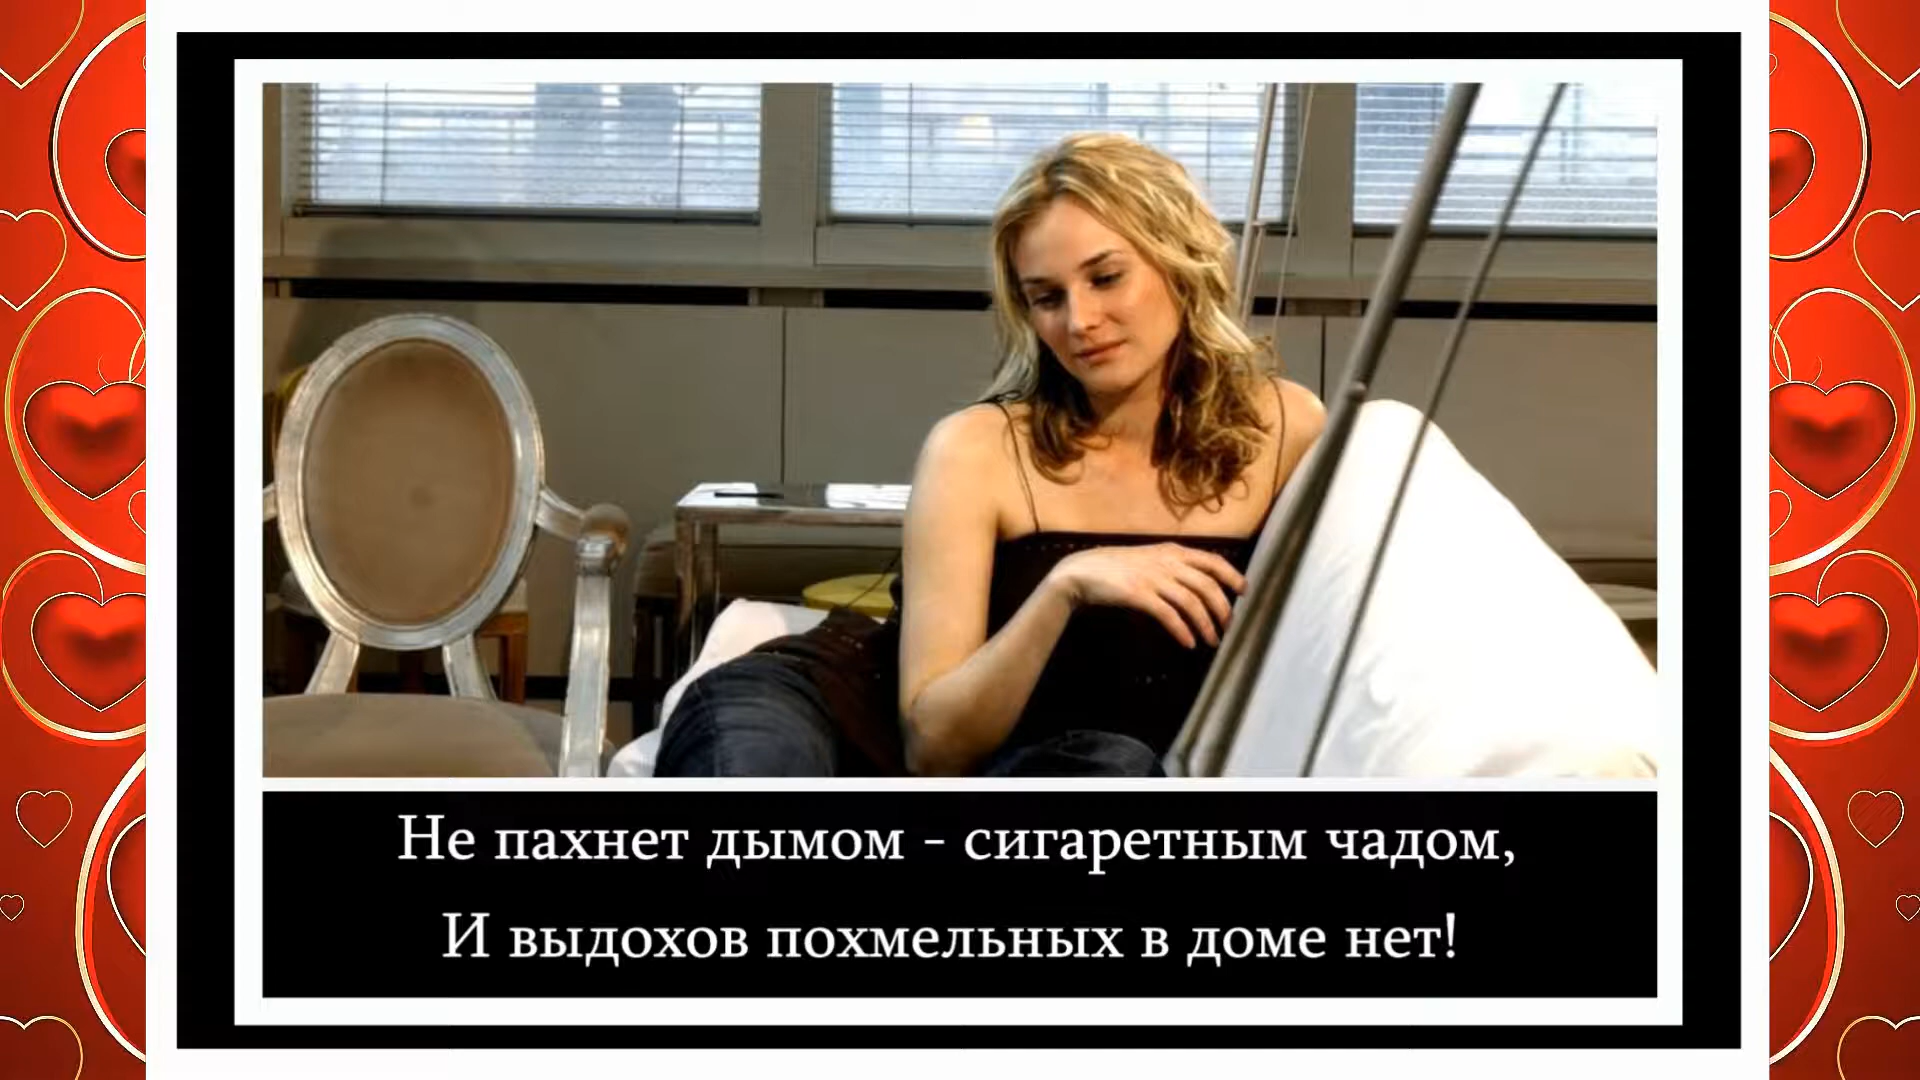 Не пахнет дымом - сигаретным чадом,
И выдохов похмельных в доме нет!